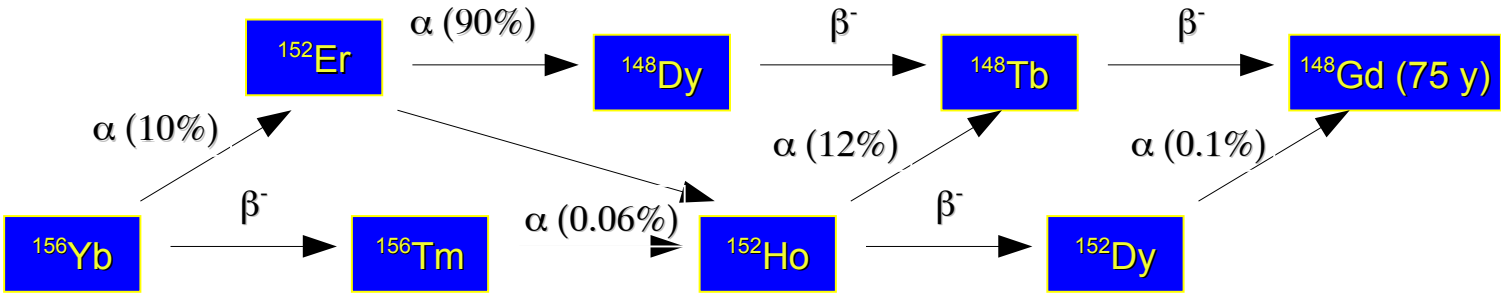 α (90%) β⁻ β⁻
¹⁵²Er ¹⁴⁸Dy ¹⁴⁸Tb ¹⁴⁸Gd (75 y)
α (10%) α (12%) α (0.1%)
β⁻ α (0.06%) β⁻
¹⁵⁶Yb ¹⁵⁶Tm ¹⁵²Ho ¹⁵²Dy